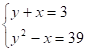 y + x = 3
y² - x = 39